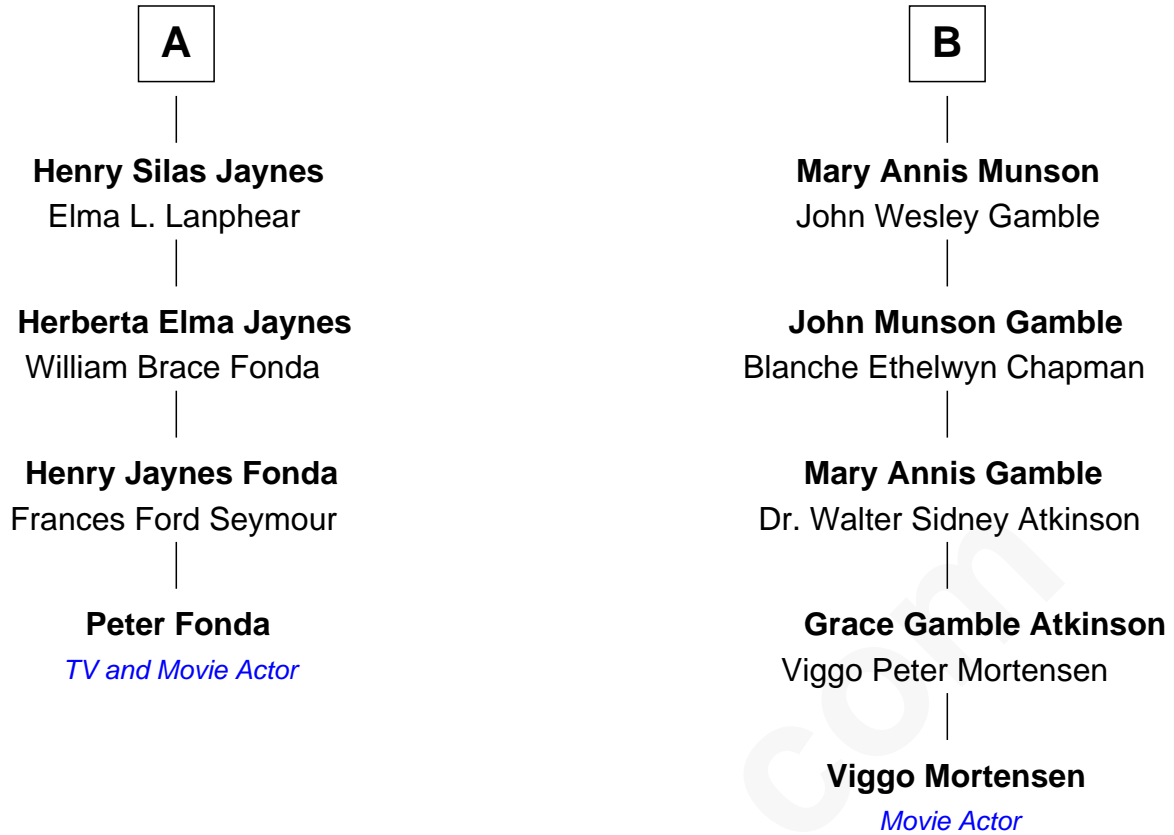 A
Henry Silas Jaynes
Elma L. Lanphear
Herberta Elma Jaynes
William Brace Fonda
Henry Jaynes Fonda
Frances Ford Seymour
Peter Fonda
TV and Movie Actor
B
Mary Annis Munson
John Wesley Gamble
John Munson Gamble
Blanche Ethelwyn Chapman
Mary Annis Gamble
Dr. Walter Sidney Atkinson
Grace Gamble Atkinson
Viggo Peter Mortensen
Viggo Mortensen
Movie Actor
com